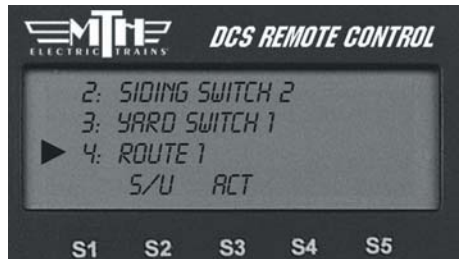 MTH
ELECTRIC TRAINS
DCS REMOTE CONTROL
2: SIDING SWITCH 2
3: YARD SWITCH 1
4: ROUTE 1
S/U ACT
S1 S2 S3 S4 S5